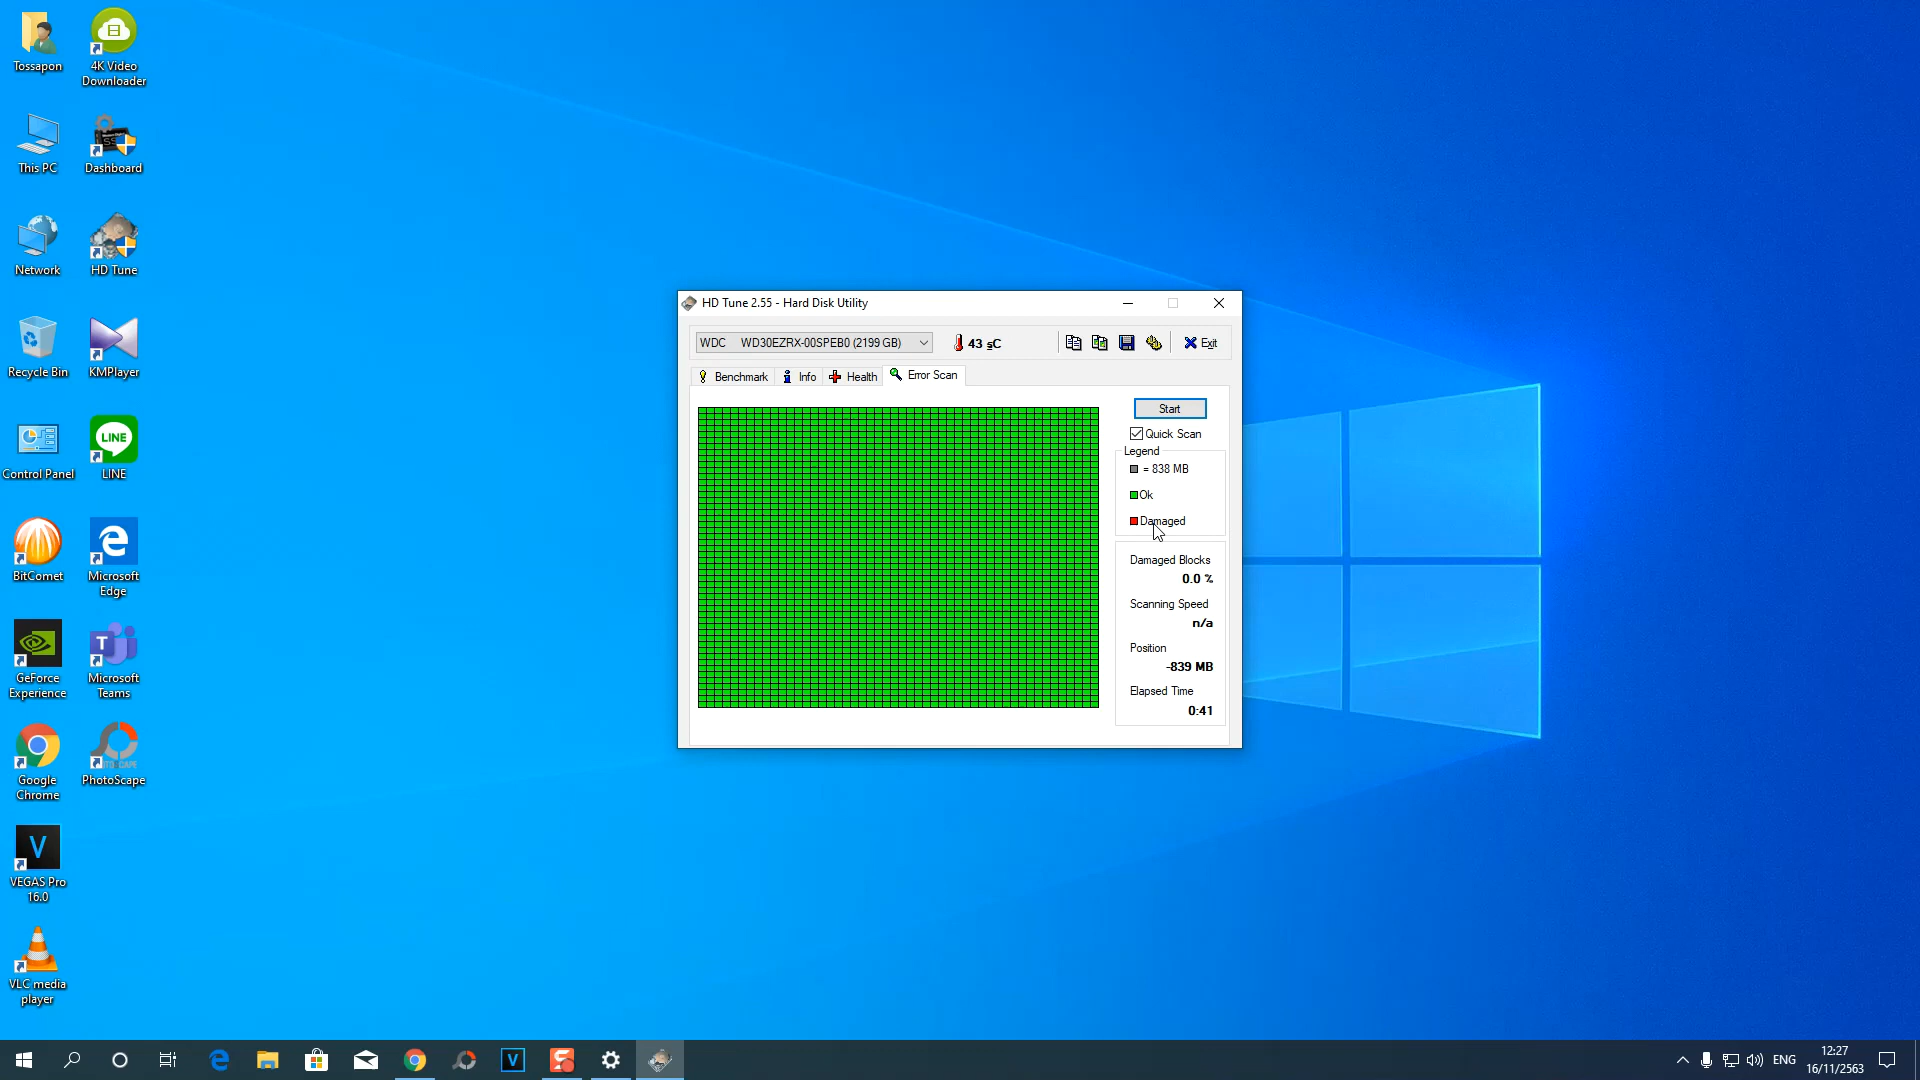 Tossapon
4K Video
Downloader
This PC
Dashboard
Network
HD Tune
Recycle Bin
KMPlayer
Control Panel
LINE
LINE
BitComet
Microsoft
Edge
GeForce
Experience
Microsoft
Teams
Google
Chrome
PhotoScape
V
VEGAS Pro
16.0
VLC media
player
HD Tune 2.55 - Hard Disk Utility
WDC WD30EZRX-00SPEB0 (2199 GB)
43 ɕC
Exit
Benchmark
Info
Health
Error Scan
Start
Quick Scan
Legend
= 838 MB
Ok
Damaged
Damaged Blocks
0.0 %
Scanning Speed
n/a
Position
-839 MB
Elapsed Time
0:41
V
ENG
12:27
16/11/2563